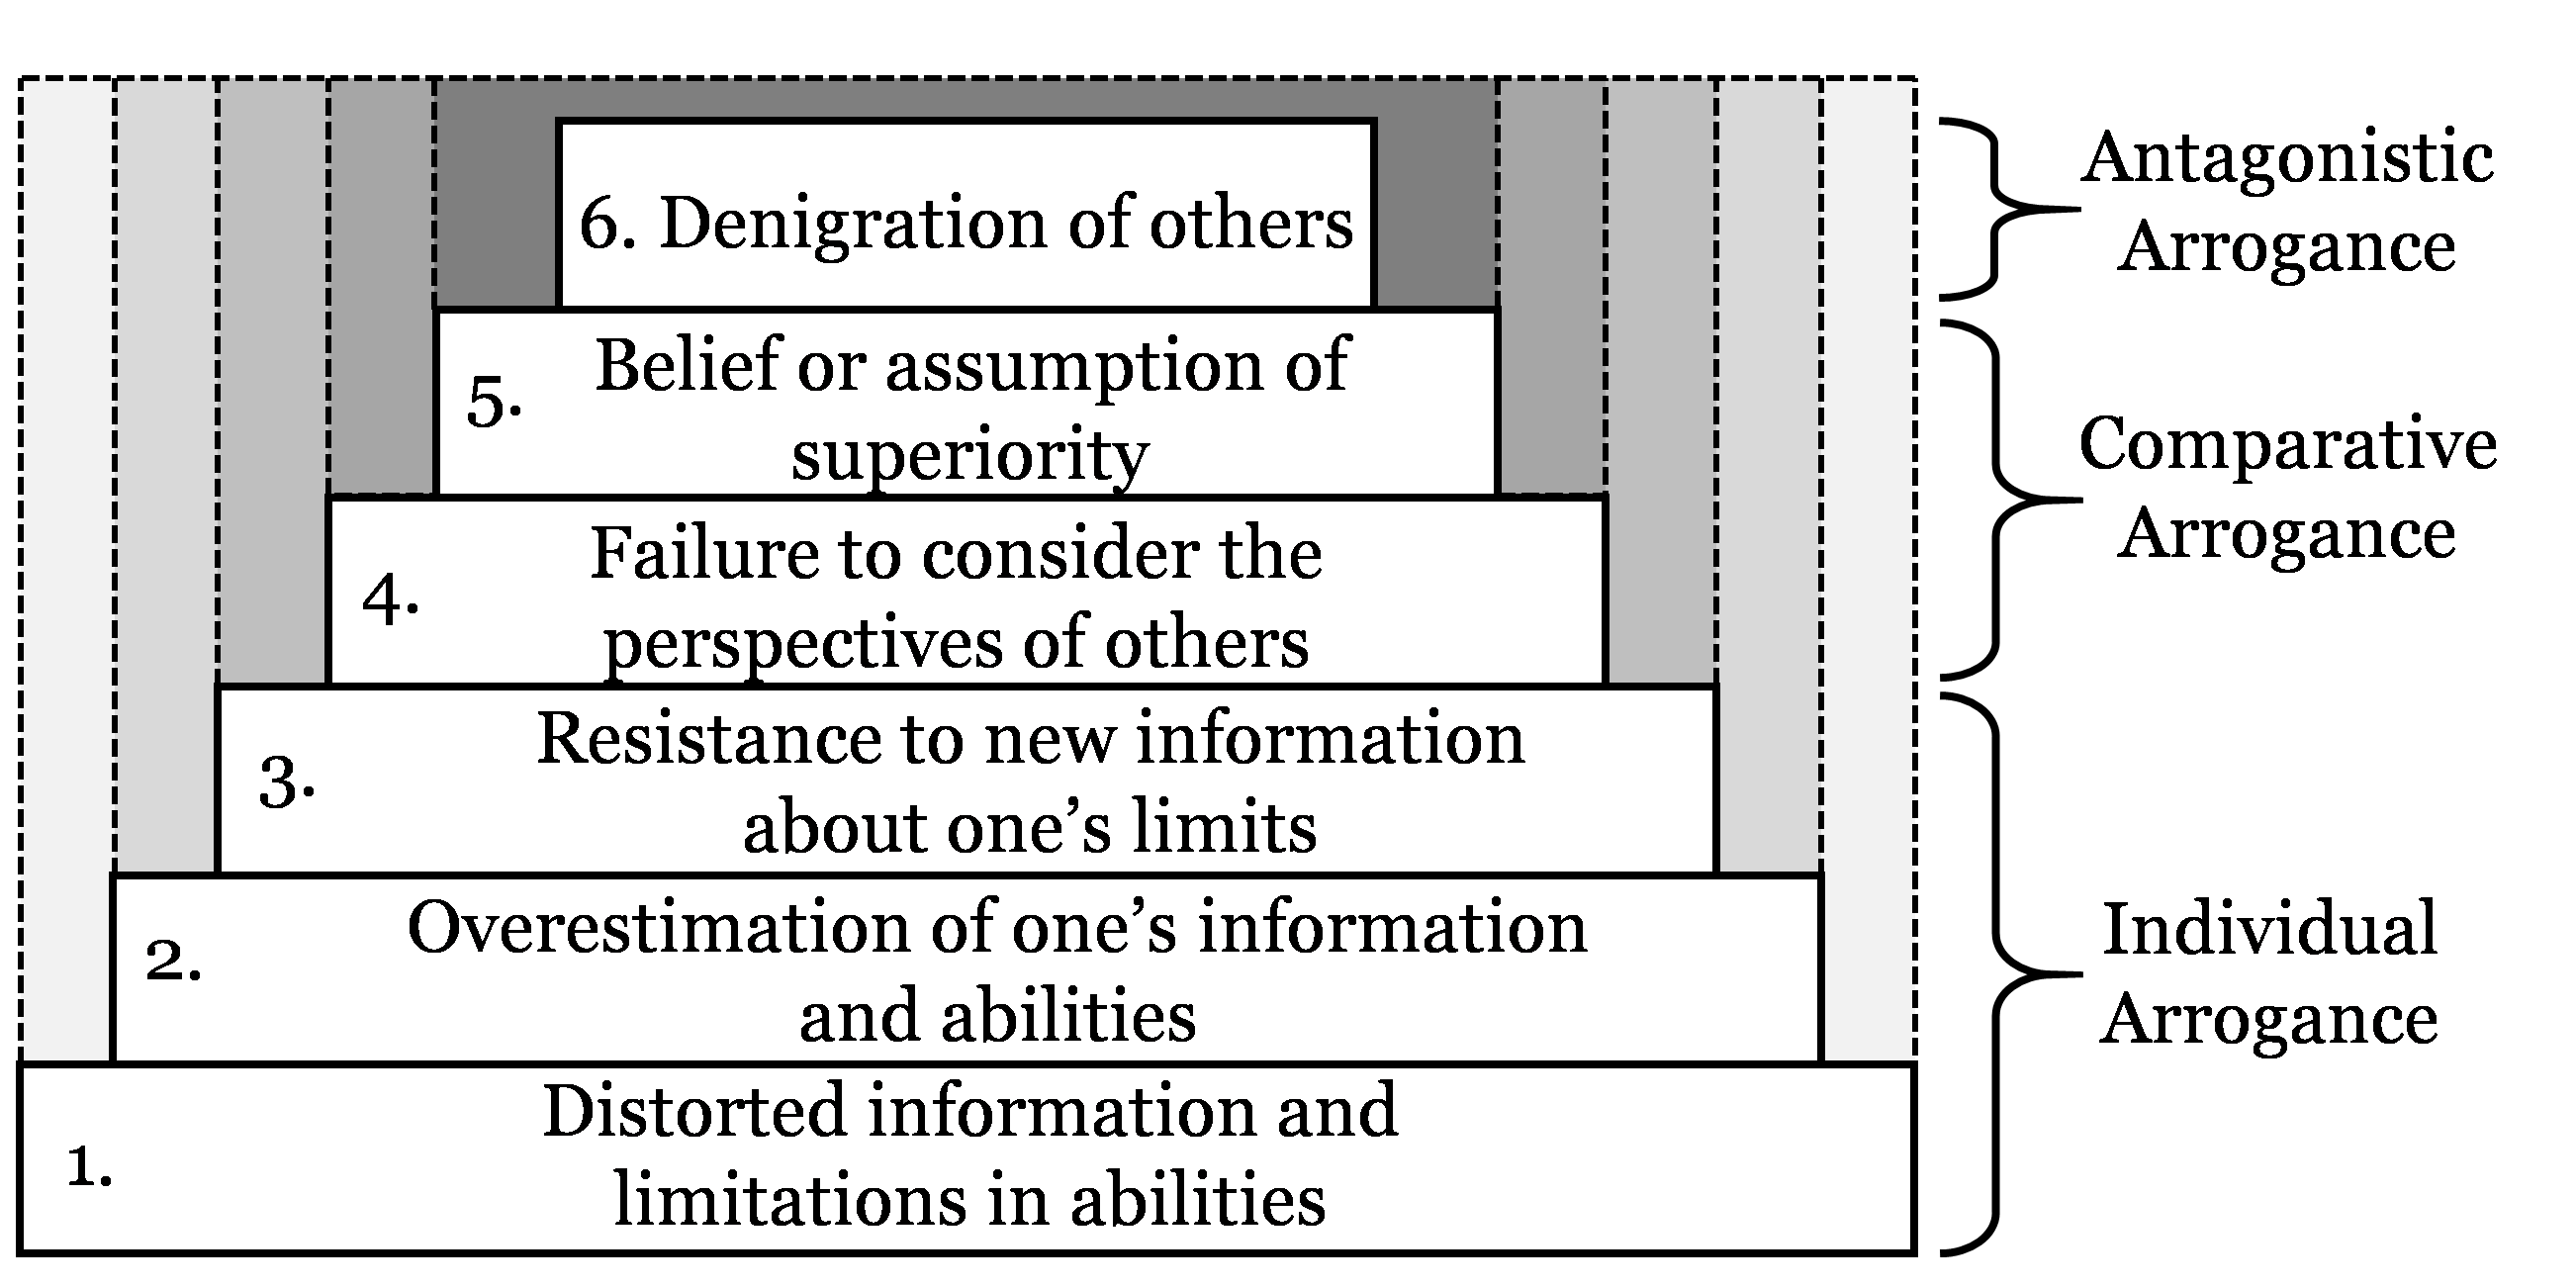 6. Denigration of others
Antagonistic
Arrogance
5. Belief or assumption of
superiority
4. Failure to consider the
perspectives of others
Comparative
Arrogance
3. Resistance to new information
about one’s limits
2. Overestimation of one’s information
and abilities
1. Distorted information and
limitations in abilities
Individual
Arrogance